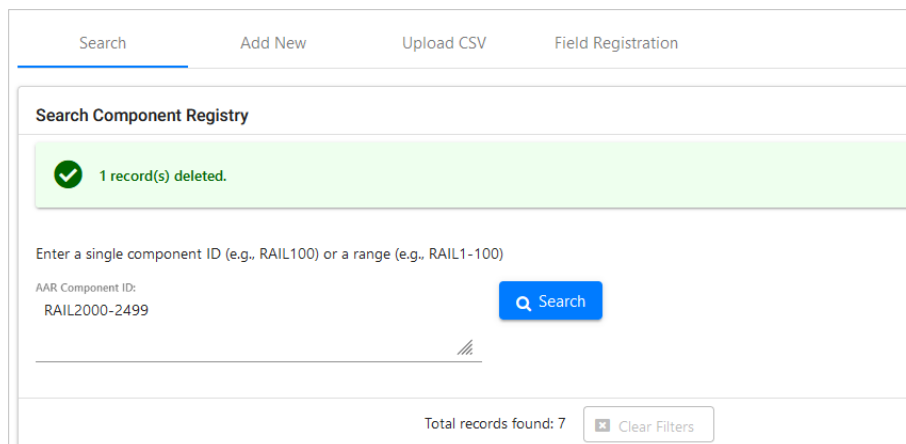 Search Add New Upload CSV Field Registration
Search Component Registry
1 record(s) deleted.
Enter a single component ID (e.g., RAIL100) or a range (e.g., RAIL1-100)
AAR Component ID:
RAIL2000-2499
Search
Total records found: 7 Clear Filters